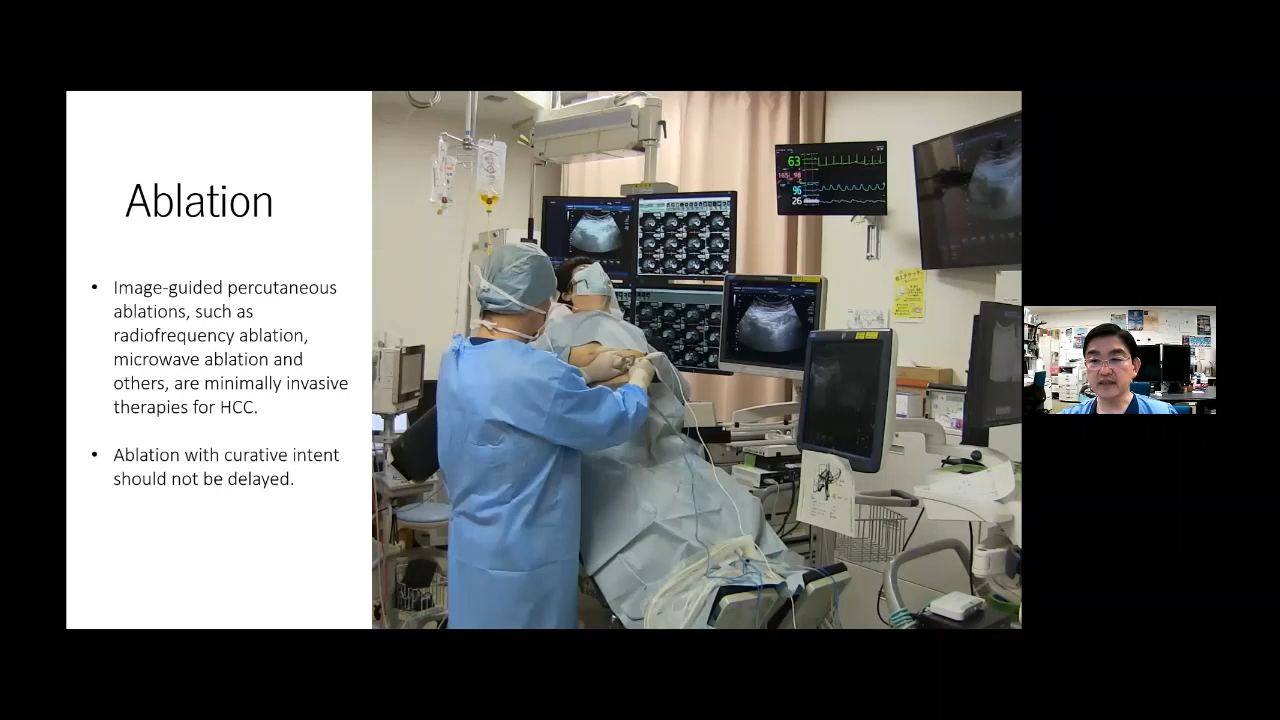 Ablation
• Image-guided percutaneous
ablations, such as
radiofrequency ablation,
microwave ablation and
others, are minimally invasive
therapies for HCC.
• Ablation with curative intent
should not be delayed.
63
96
26